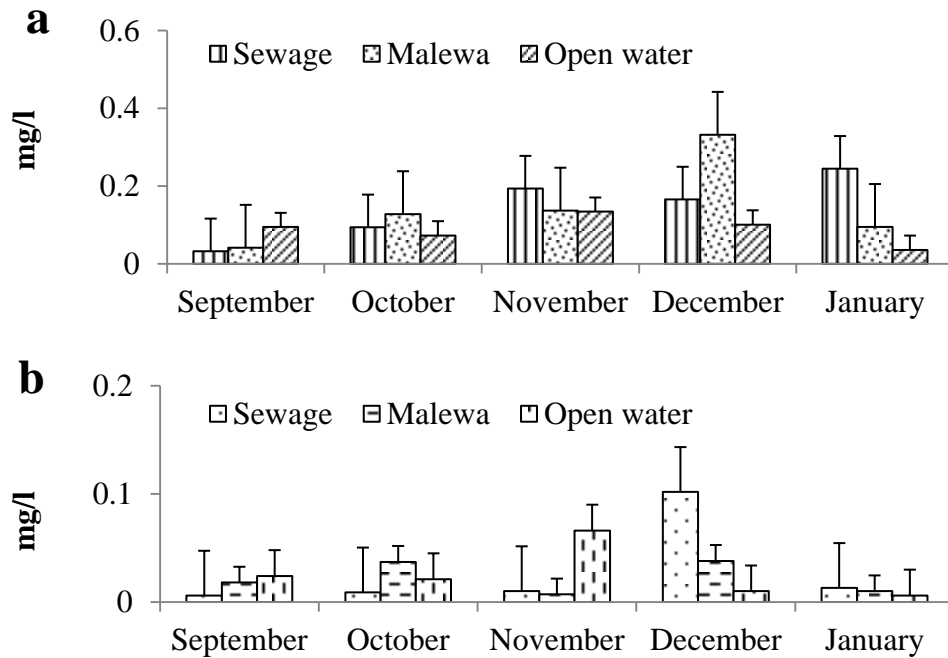 a
0.6
Sewage Malewa Open water
0.4
mg/l
0.2
0
September October November December January
b
0.2
Sewage Malewa Open water
0.1
mg/l
0
September October November December January